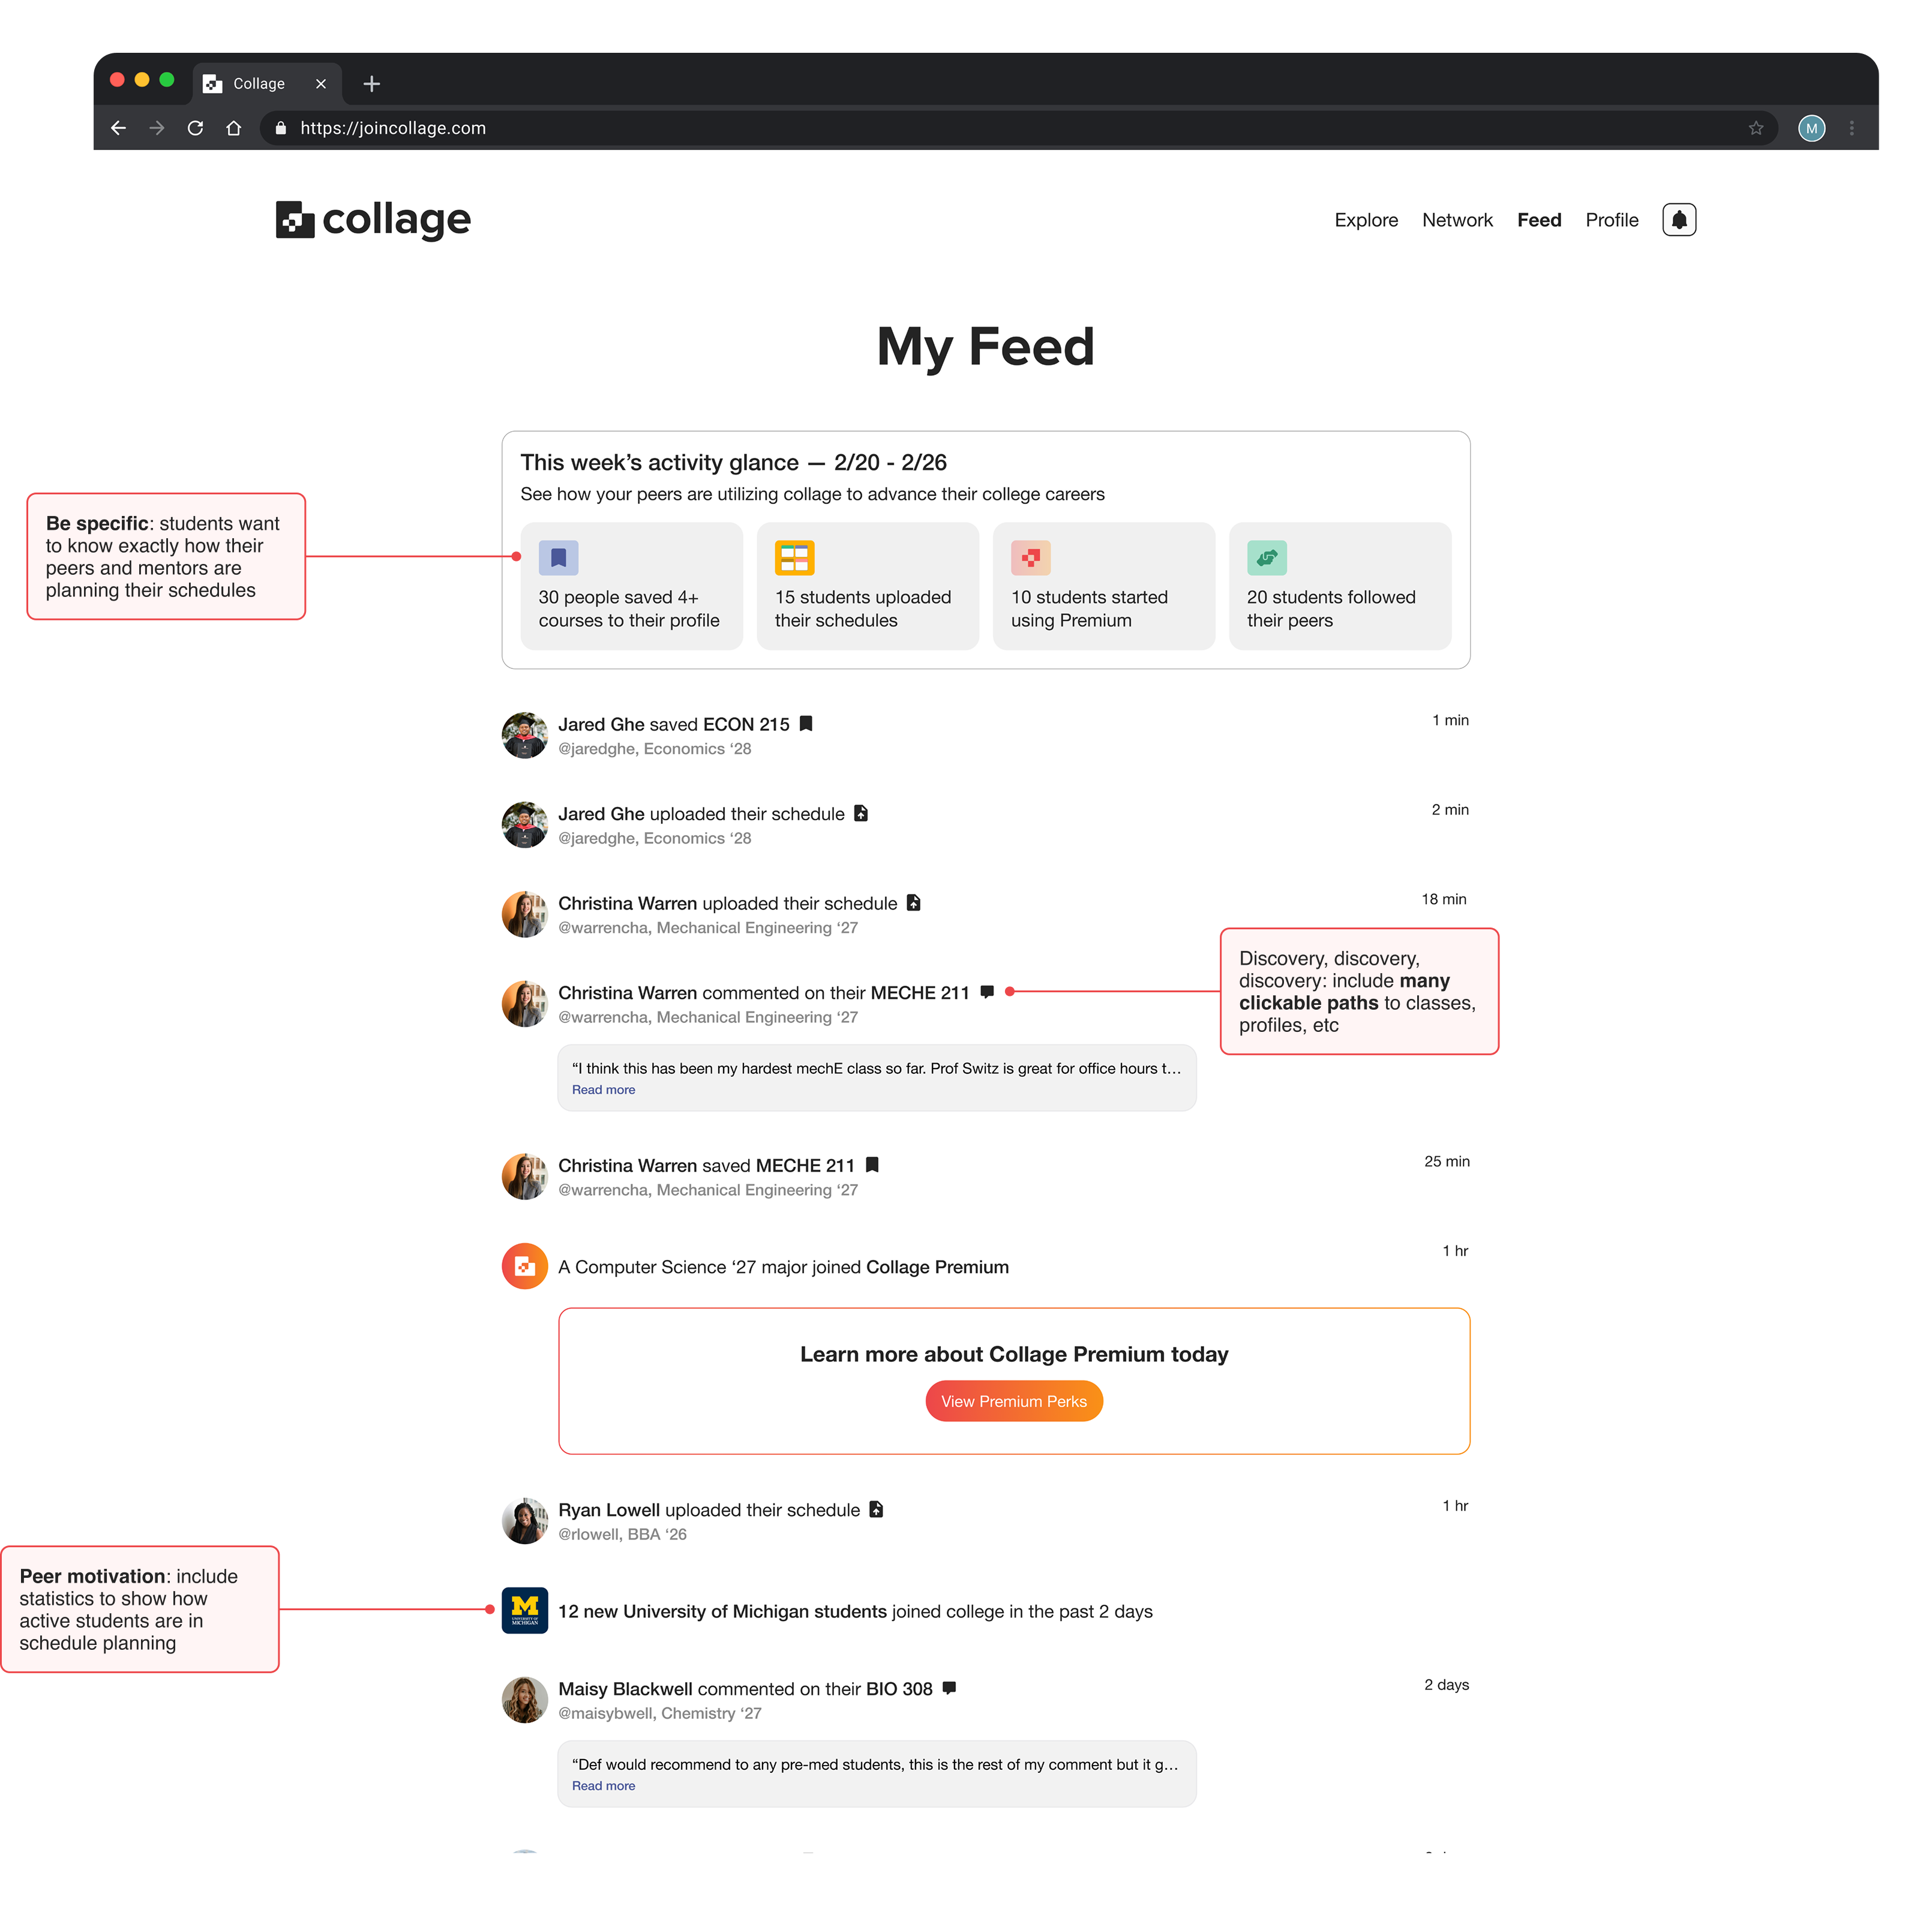 Collage
https://joincollage.com
M
collage
Explore Network Feed Profile
My Feed
This week’s activity glance — 2/20 - 2/26
See how your peers are utilizing collage to advance their college careers
Be specific: students want
to know exactly how their
peers and mentors are
planning their schedules
30 people saved 4+
courses to their profile
15 students uploaded
their schedules
10 students started
using Premium
20 students followed
their peers
Jared Ghe saved ECON 215
1 min
@jaredghe, Economics ‘28
Jared Ghe uploaded their schedule
2 min
@jaredghe, Economics ‘28
Christina Warren uploaded their schedule
18 min
@warrencha, Mechanical Engineering ‘27
Discovery, discovery,
discovery: include many
clickable paths to classes,
profiles, etc
Christina Warren commented on their MECHE 211
@warrencha, Mechanical Engineering ‘27
“I think this has been my hardest mechE class so far. Prof Switz is great for office hours t...
Read more
Christina Warren saved MECHE 211
25 min
@warrencha, Mechanical Engineering ‘27
A Computer Science ‘27 major joined Collage Premium
1 hr
Learn more about Collage Premium today
View Premium Perks
Ryan Lowell uploaded their schedule
1 hr
@rlowell, BBA ‘26
Peer motivation: include
statistics to show how
active students are in
schedule planning
M
UNIVERSITY OF
MICHIGAN
12 new University of Michigan students joined college in the past 2 days
Maisy Blackwell commented on their BIO 308
2 days
@maisybwell, Chemistry ‘27
“Def would recommend to any pre-med students, this is the rest of my comment but it g...
Read more